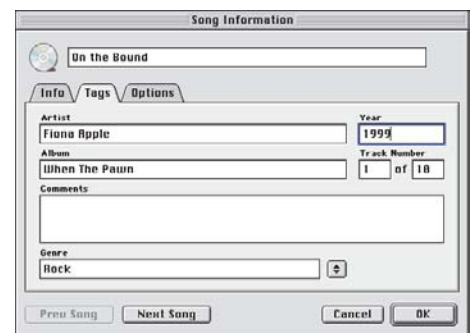 Song Information
On the Bound
Info Tags Options
Artist Year
Fiona Apple 1999
Album Track Number
When The Pawn 1 of 10
Comments
Genre
Rock
Prev Song Next Song Cancel OK